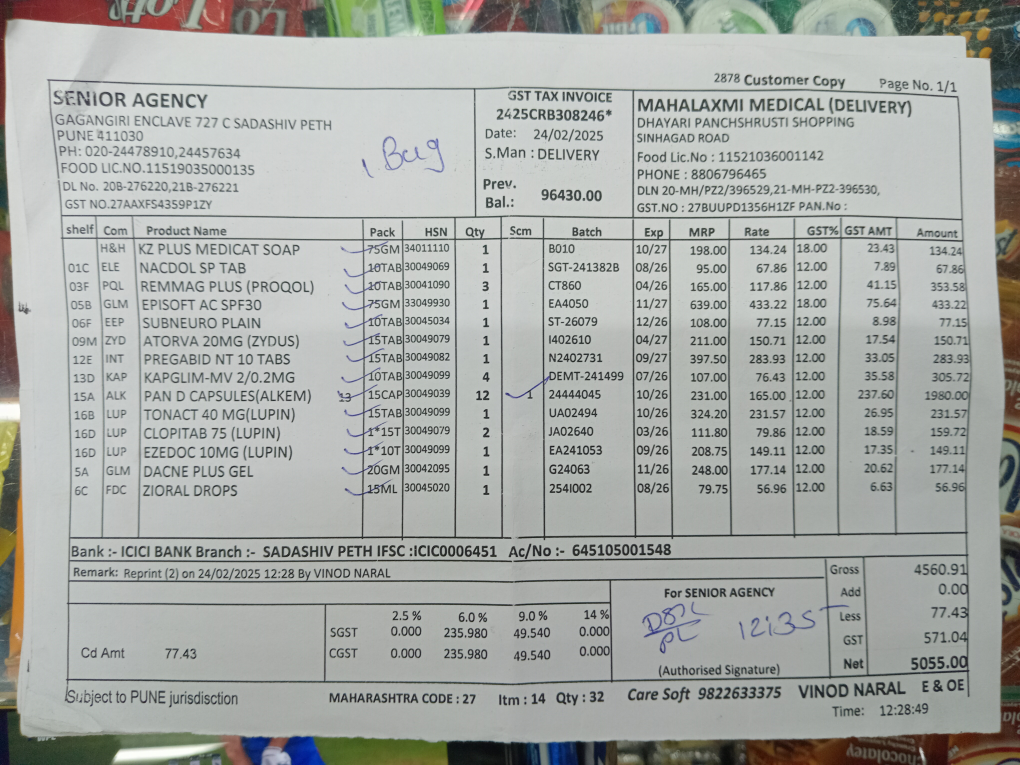 2878 Customer Copy Page No. 1/1
SENIOR AGENCY
GAGANGIRI ENCLAVE 727 C SADASHIV PETH
PUNE 411030
PH: 020-24478910,24457634
FOOD LIC.NO.11519035000135
DL No. 20B-276220,21B-276221
GST NO.27AAXFS4359P1ZY
1 Bag
GST TAX INVOICE
2425CRB308246*
Date: 24/02/2025
S.Man : DELIVERY
Prev. Bal.: 96430.00
MAHALAXMI MEDICAL (DELIVERY)
DHAYARI PANCHSHRUSTI SHOPPING
SINHAGAD ROAD
Food Lic.No : 11521036001142
PHONE : 8806796465
DLN 20-MH/PZ2/396529,21-MH-PZ2-396530,
GST.NO : 27BUUPD1356H1ZF PAN.No :
shelf Com Product Name Pack HSN Qty Scm Batch Exp MRP Rate GST% GST AMT Amount
H&H KZ PLUS MEDICAT SOAP 75GM 34011110 1 B010 10/27 198.00 134.24 18.00 23.43 134.24
01C ELE NACDOL SP TAB 10TAB 30049069 1 SGT-241382B 08/26 95.00 67.86 12.00 7.89 67.86
03F PQL REMMAG PLUS (PROQOL) 10TAB 30041090 3 CT860 04/26 165.00 117.86 12.00 41.15 353.58
05B GLM EPISOFT AC SPF30 75GM 33049930 1 EA4050 11/27 639.00 433.22 18.00 75.64 433.22
06F EEP SUBNEURO PLAIN 10TAB 30045034 1 ST-26079 12/26 108.00 77.15 12.00 8.98 77.15
09M ZYD ATORVA 20MG (ZYDUS) 15TAB 30049079 1 I402610 04/27 211.00 150.71 12.00 17.54 150.71
12E INT PREGABID NT 10 TABS 15TAB 30049082 1 N2402731 09/27 397.50 283.93 12.00 33.05 283.93
13D KAP KAPGLIM-MV 2/0.2MG 10TAB 30049099 4 DEMT-241499 07/26 107.00 76.43 12.00 35.58 305.72
15A ALK PAN D CAPSULES(ALKEM) 13 15CAP 30049039 12 1 24444045 10/26 231.00 165.00 12.00 237.60 1980.00
16B LUP TONACT 40 MG(LUPIN) 15TAB 30049099 1 UA02494 10/26 324.20 231.57 12.00 26.95 231.57
16D LUP CLOPITAB 75 (LUPIN) 1*15T 30049079 2 JA02640 03/26 111.80 79.86 12.00 18.59 159.72
16D LUP EZEDOC 10MG (LUPIN) 1*10T 30049099 1 EA241053 09/26 208.75 149.11 12.00 17.35 149.11
5A GLM DACNE PLUS GEL 20GM 30042095 1 G24063 11/26 248.00 177.14 12.00 20.62 177.14
6C FDC ZIORAL DROPS 15ML 30045020 1 254I002 08/26 79.75 56.96 12.00 6.63 56.96
Bank :- ICICI BANK Branch :- SADASHIV PETH IFSC :ICIC0006451 Ac/No :- 645105001548
Remark: Reprint (2) on 24/02/2025 12:28 By VINOD NARAL
2.5 % 6.0 % 9.0 % 14 %
SGST 0.000 235.980 49.540 0.000
CGST 0.000 235.980 49.540 0.000
Cd Amt 77.43
For SENIOR AGENCY
12135
(Authorised Signature)
Gross 4560.91
Add 0.00
Less 77.43
GST 571.04
Net 5055.00
Subject to PUNE jurisdisction MAHARASHTRA CODE : 27 Itm : 14 Qty : 32 Care Soft 9822633375 VINOD NARAL E & OE
Time: 12:28:49